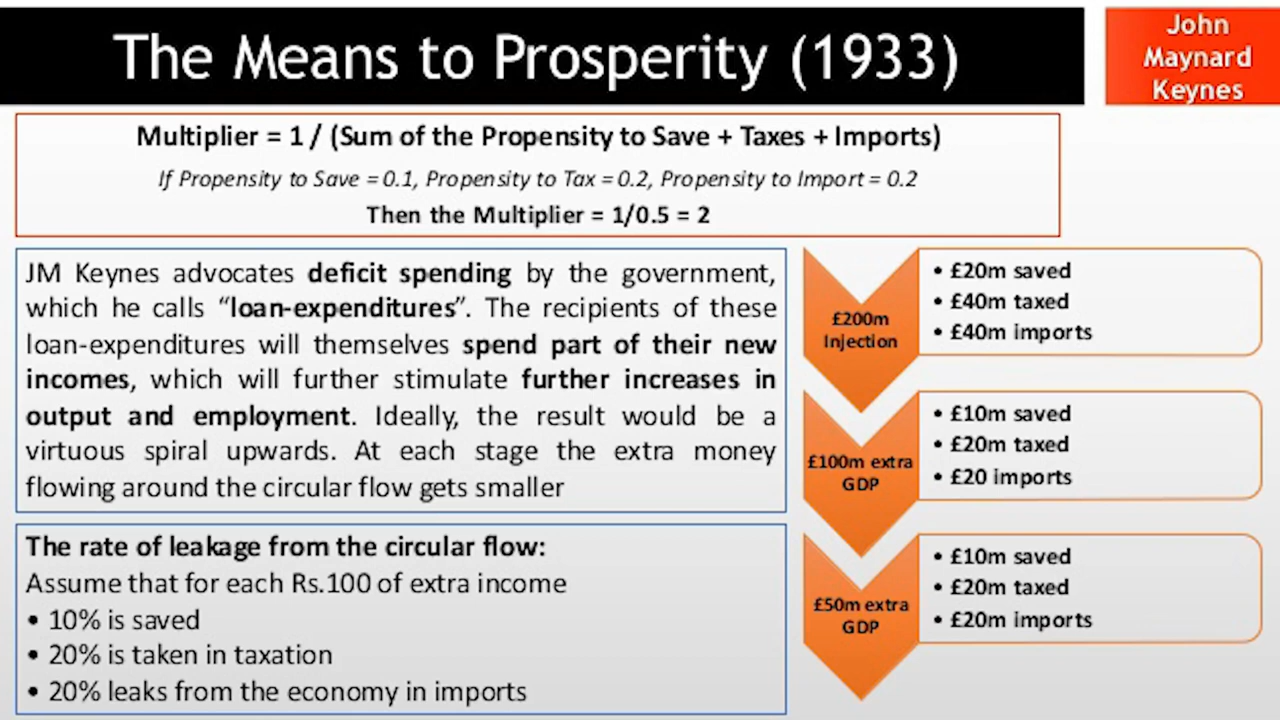 The Means to Prosperity (1933)
John
Maynard
Keynes
Multiplier = 1 / (Sum of the Propensity to Save + Taxes + Imports)
If Propensity to Save = 0.1, Propensity to Tax = 0.2, Propensity to Import = 0.2
Then the Multiplier = 1/0.5 = 2
JM Keynes advocates deficit spending by the government,
which he calls “loan-expenditures”. The recipients of these
loan-expenditures will themselves spend part of their new
incomes, which will further stimulate further increases in
output and employment. Ideally, the result would be a
virtuous spiral upwards. At each stage the extra money
flowing around the circular flow gets smaller
The rate of leakage from the circular flow:
Assume that for each Rs.100 of extra income
• 10% is saved
• 20% is taken in taxation
• 20% leaks from the economy in imports
£200m
Injection
• £20m saved
• £40m taxed
• £40m imports
£100m extra
GDP
• £10m saved
• £20m taxed
• £20 imports
£50m extra
GDP
• £10m saved
• £20m taxed
• £20m imports